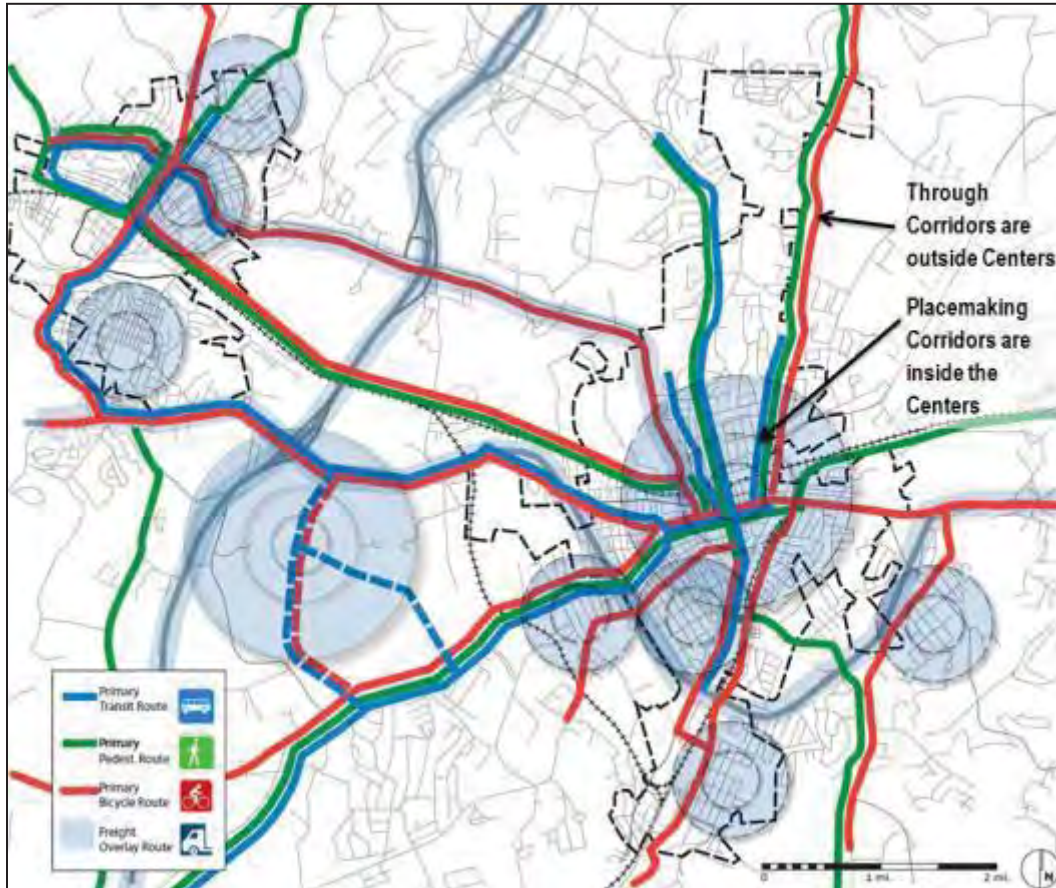 Through
Corridors are
outside Centers
Placemaking
Corridors are
inside the
Centers
Primary
Transit Route
Primary
Pedest. Route
Primary
Bicycle Route
Freight
Overlay Route
0 1 mi. 2 mi.
N